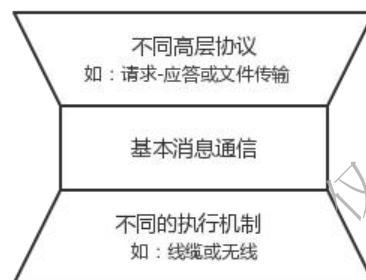 不同高层协议
如：请求-应答或文件传输
基本消息通信
不同的执行机制
如：线缆或无线
仅